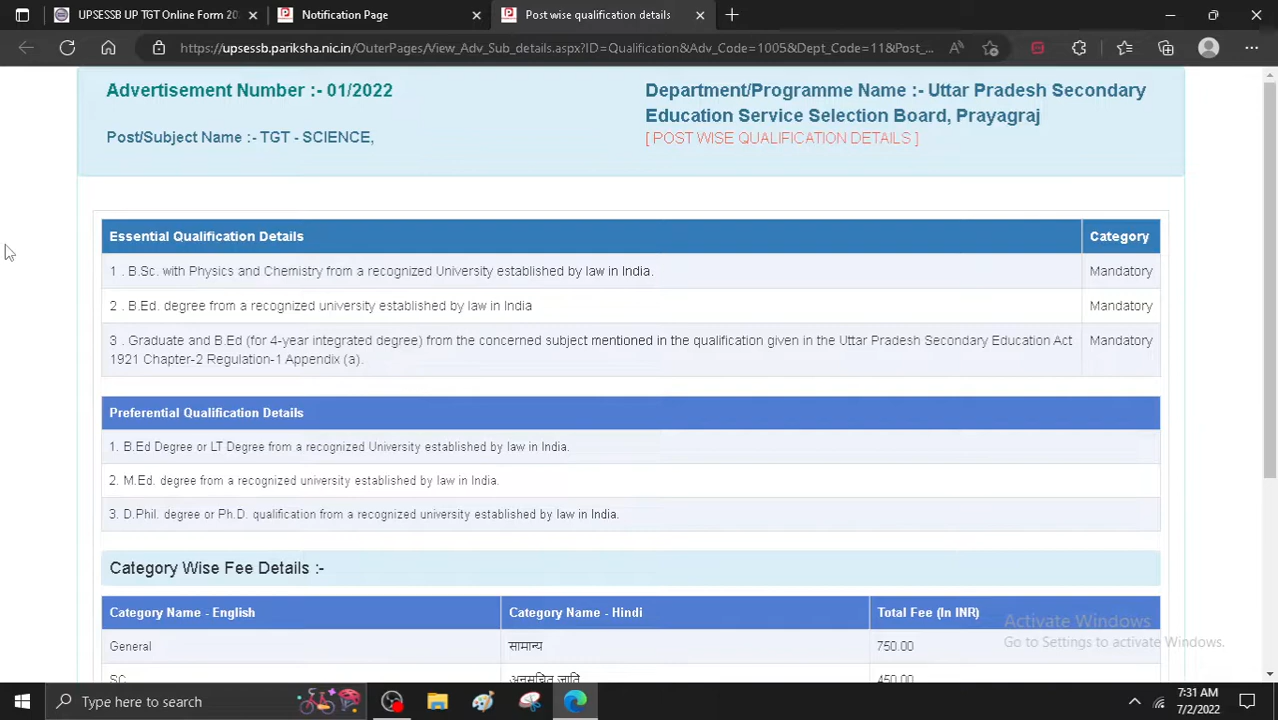 UPSESSB UP TGT Online Form 202
Notification Page
Post wise qualification details
https://upsessb.pariksha.nic.in/OuterPages/View_Adv_Sub_details.aspx?ID=Qualification&Adv_Code=1005&Dept_Code=11&Post_...
Advertisement Number :- 01/2022
Department/Programme Name :- Uttar Pradesh Secondary
Education Service Selection Board, Prayagraj
Post/Subject Name :- TGT - SCIENCE,
[ POST WISE QUALIFICATION DETAILS ]
Essential Qualification Details Category
1 . B.Sc. with Physics and Chemistry from a recognized University established by law in India. Mandatory
2 . B.Ed. degree from a recognized university established by law in India Mandatory
3 . Graduate and B.Ed (for 4-year integrated degree) from the concerned subject mentioned in the qualification given in the Uttar Pradesh Secondary Education Act Mandatory
1921 Chapter-2 Regulation-1 Appendix (a).
Preferential Qualification Details
1. B.Ed Degree or LT Degree from a recognized University established by law in India.
2. M.Ed. degree from a recognized university established by law in India.
3. D.Phil. degree or Ph.D. qualification from a recognized university established by law in India.
Category Wise Fee Details :-
Category Name - English Category Name - Hindi Total Fee (In INR)
General सामान्य 750.00
SC अनुसूचित जाति 450.00
Activate Windows
Go to Settings to activate Windows.
Type here to search
7:31 AM
7/2/2022